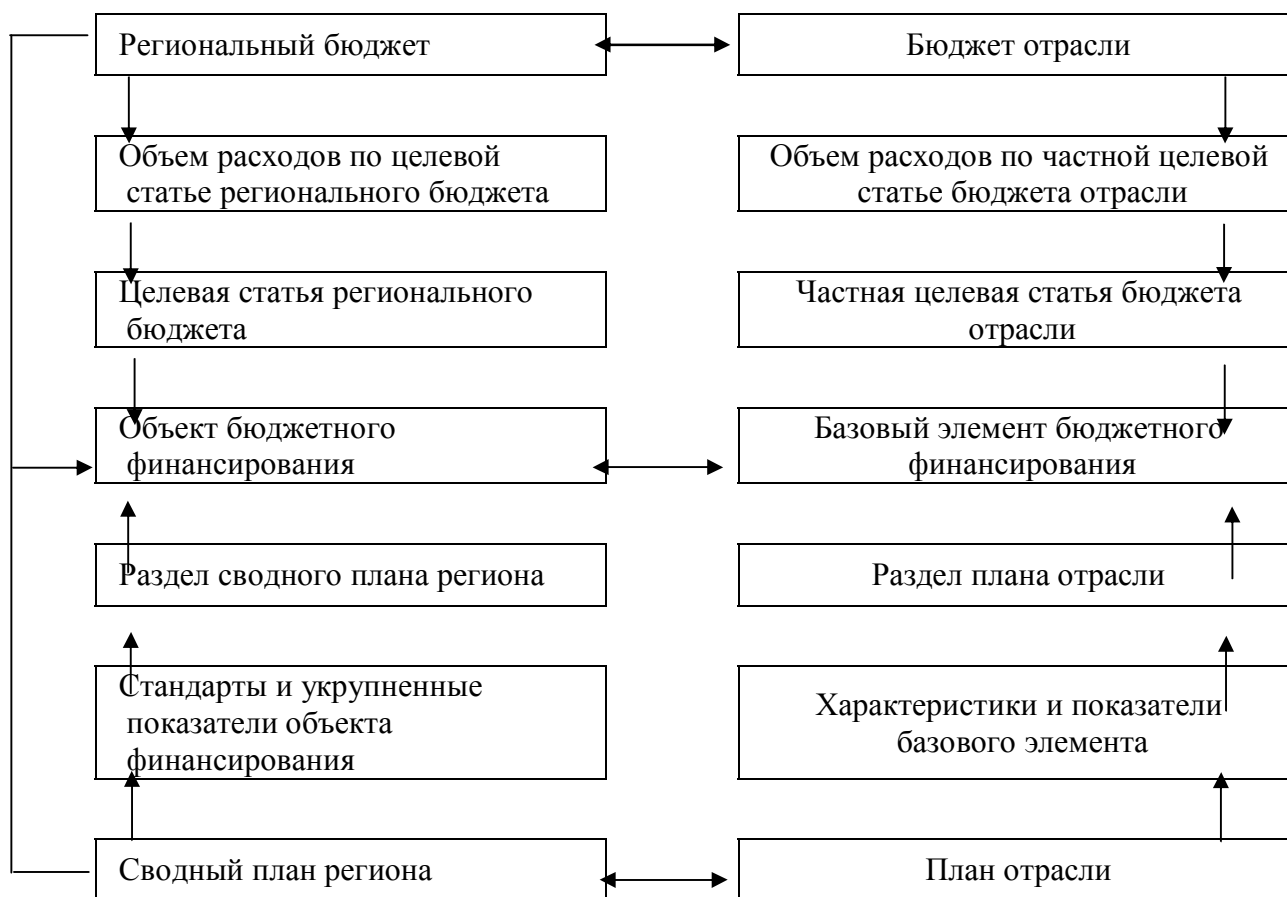 Региональный бюджет
Бюджет отрасли
Объем расходов по целевой
статье регионального бюджета
Объем расходов по частной целевой
статье бюджета отрасли
Целевая статья регионального
бюджета
Частная целевая статья бюджета
отрасли
Объект бюджетного
финансирования
Базовый элемент бюджетного
финансирования
Раздел сводного плана региона
Раздел плана отрасли
Стандарты и укрупненные
показатели объекта
финансирования
Характеристики и показатели
базового элемента
Сводный план региона
План отрасли